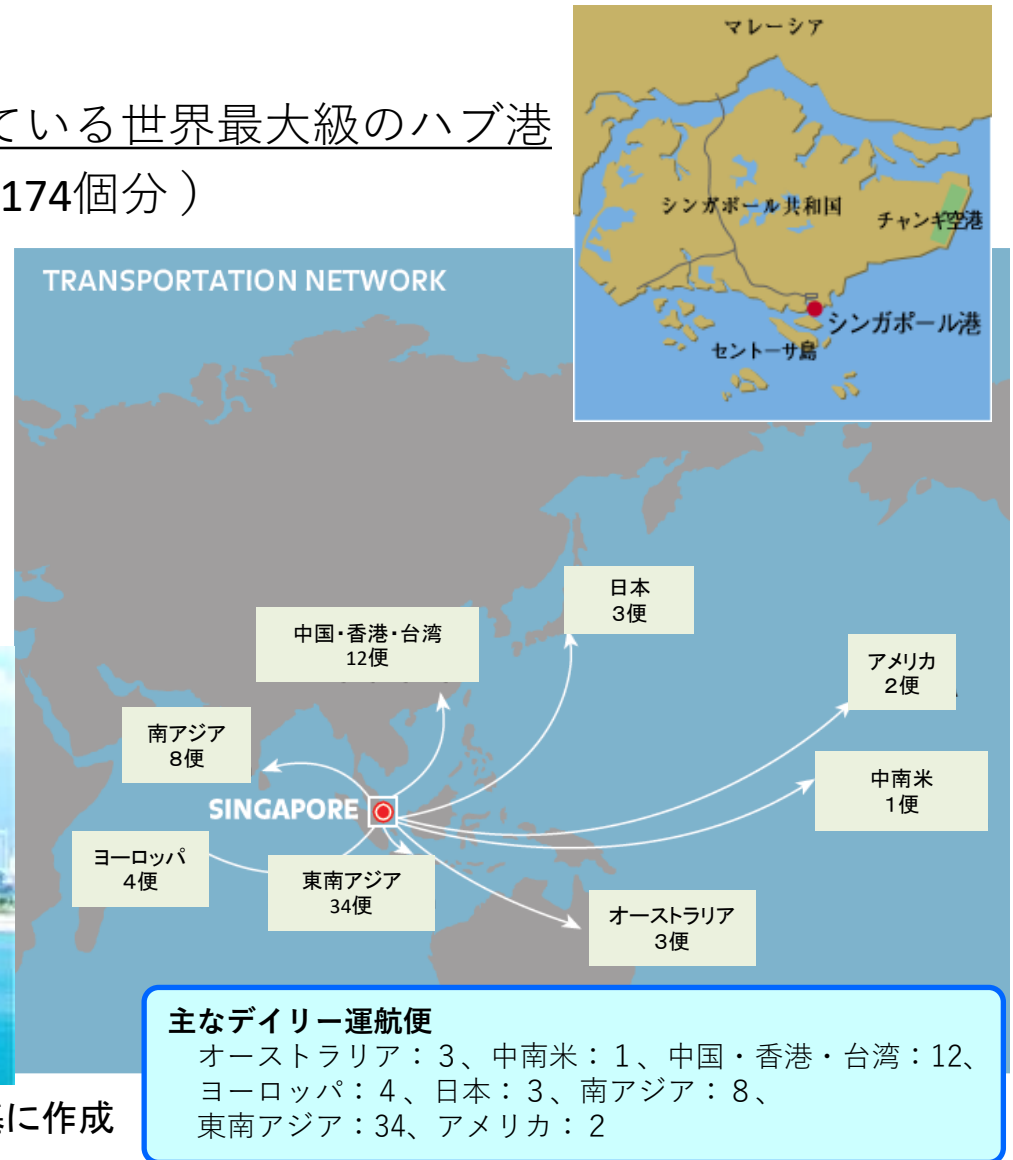 ている世界最大級のハブ港
174個分）
マレーシア
シンガポール共和国
チャンギ空港
シンガポール港
セントーサ島
TRANSPORTATION NETWORK
日本
3便
中国・香港・台湾
12便
アメリカ
2便
南アジア
8便
中南米
1便
SINGAPORE
ヨーロッパ
4便
東南アジア
34便
オーストラリア
3便
主なデイリー運航便
オーストラリア：３、中南米：１、中国・香港・台湾：12、
ヨーロッパ：４、日本：３、南アジア：８、
東南アジア：34、アメリカ：２
に作成